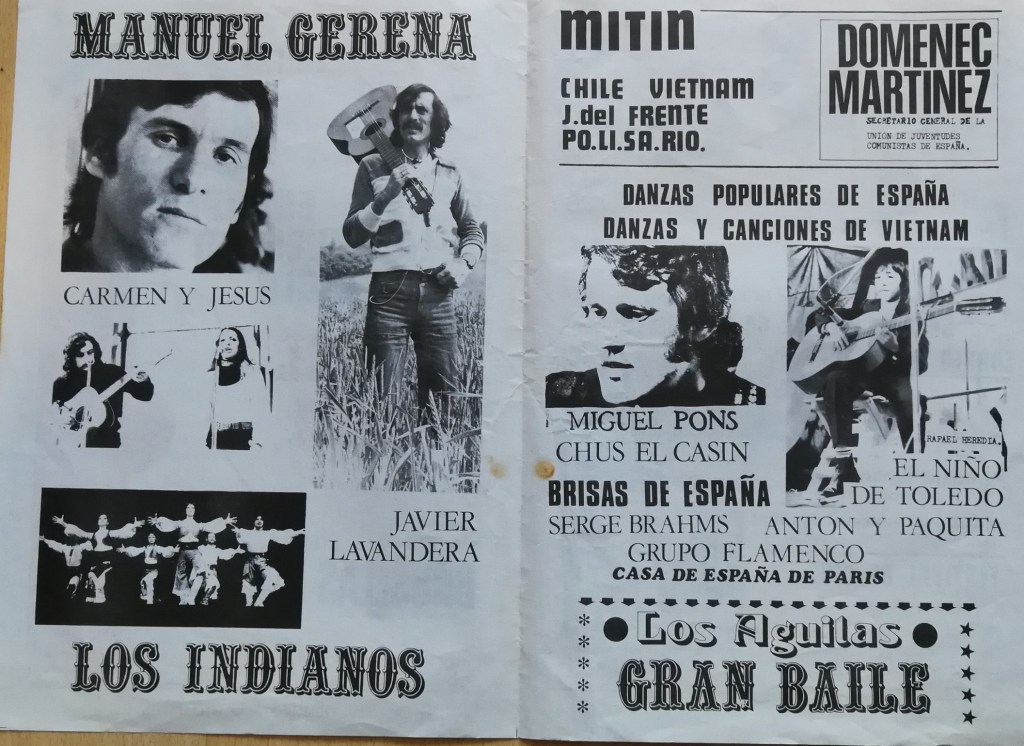 MANUEL GERENA
CARMEN Y JESUS
JAVIER
LAVANDERA
LOS INDIANOS
MITIN
CHILE VIETNAM
J.del FRENTE
PO.LI.SA.RIO.
DOMENEC
MARTINEZ
SECRETARIO GENERAL DE LA
UNION DE JUVENTUDES
COMUNISTAS DE ESPAÑA.
DANZAS POPULARES DE ESPAÑA
DANZAS Y CANCIONES DE VIETNAM
MIGUEL PONS
CHUS EL CASIN
RAFAEL HEREDIA.
EL NIÑO
DE TOLEDO
BRISAS DE ESPAÑA
SERGE BRAHMS ANTON Y PAQUITA
GRUPO FLAMENCO
CASA DE ESPAÑA DE PARIS
Los Aguilas
GRAN BAILE